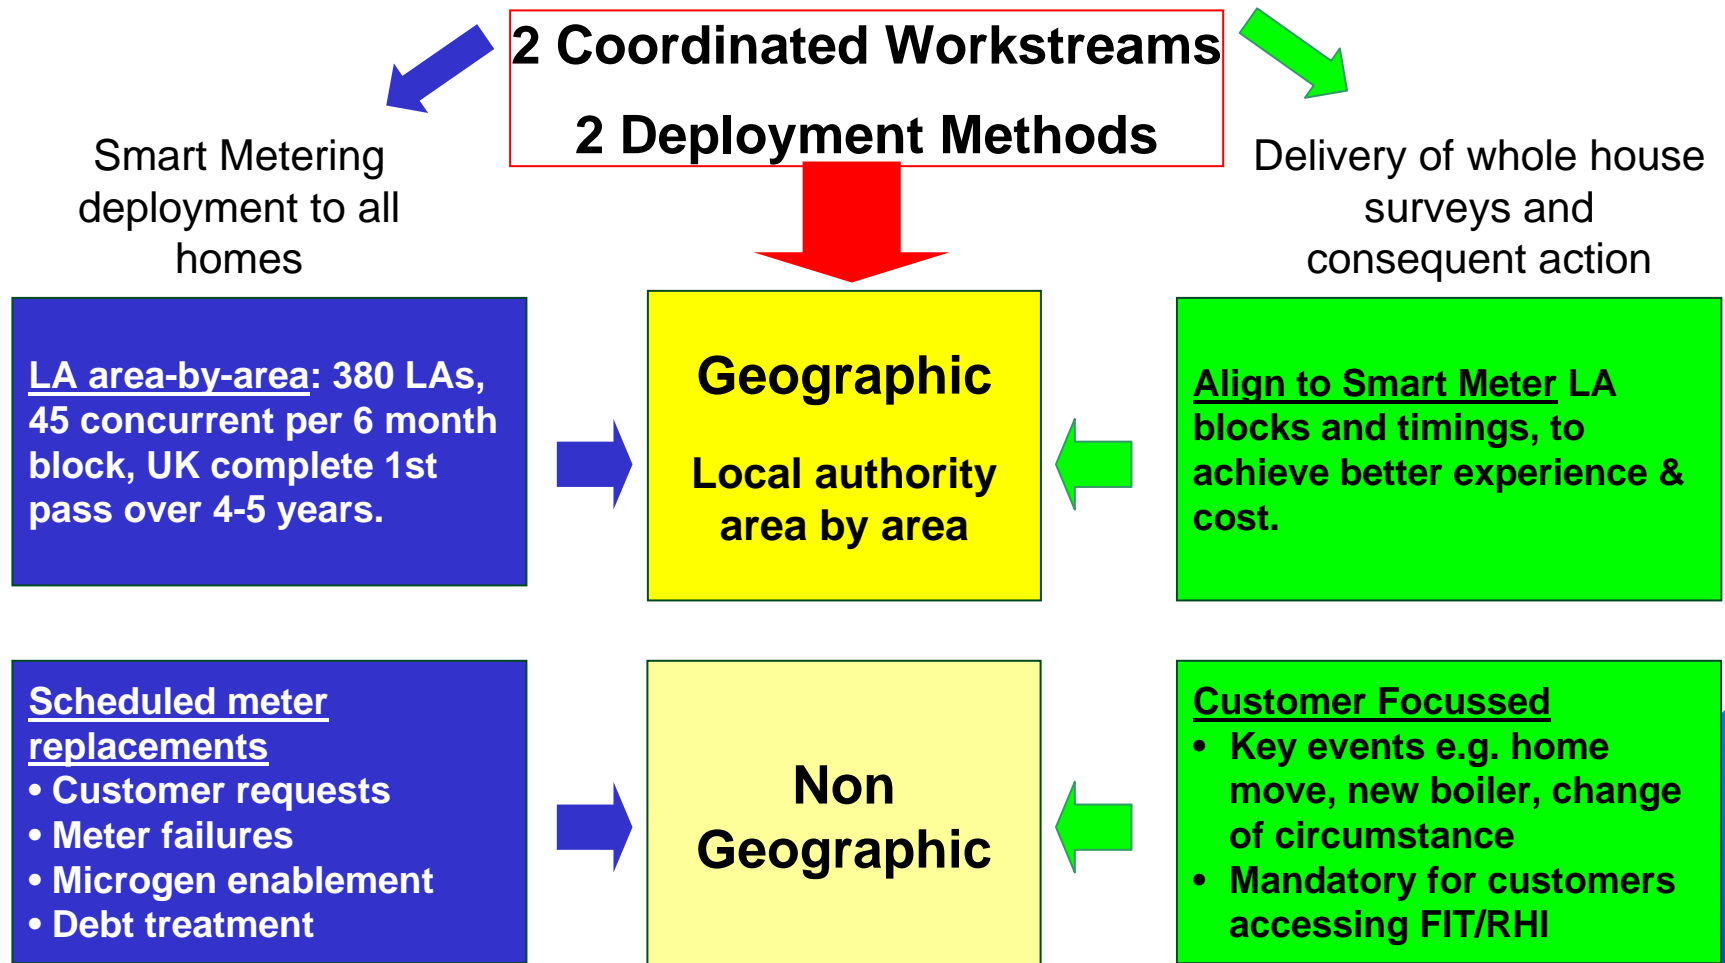 2 Coordinated Workstreams
2 Deployment Methods
Smart Metering
deployment to all
homes
Delivery of whole house
surveys and
consequent action
LA area-by-area: 380 LAs,
45 concurrent per 6 month
block, UK complete 1st
pass over 4-5 years.
Geographic
Local authority
area by area
Align to Smart Meter LA
blocks and timings, to
achieve better experience &
cost.
Scheduled meter
replacements
• Customer requests
• Meter failures
• Microgen enablement
• Debt treatment
Non
Geographic
Customer Focussed
• Key events e.g. home
move, new boiler, change
of circumstance
• Mandatory for customers
accessing FIT/RHI